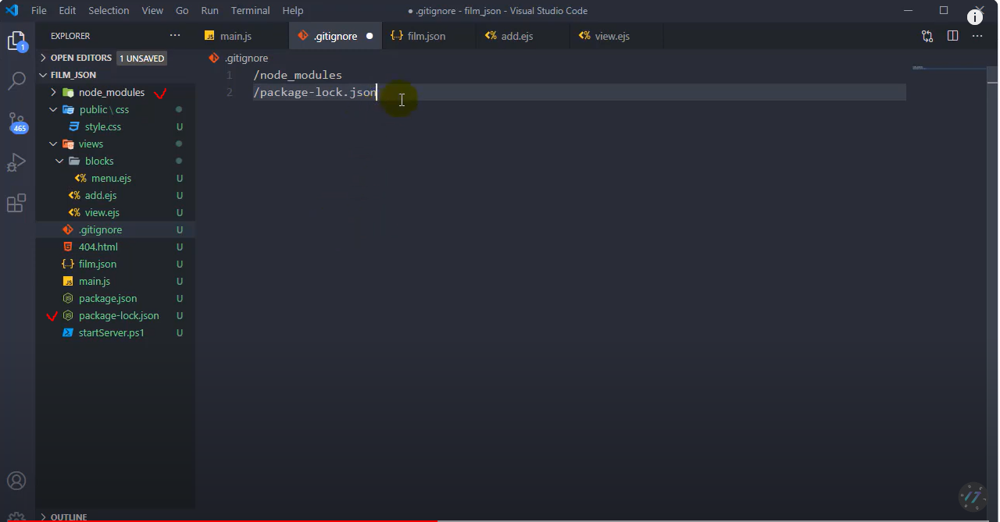 File Edit Selection View Go Run Terminal Help ● .gitignore - film_json - Visual Studio Code
EXPLORER ···
main.js .gitignore ● film.json add.ejs view.ejs
1
OPEN EDITORS 1 UNSAVED
.gitignore
FILM_JSON
1 /node_modules
2 /package-lock.json
node_modules
public \ css
465
style.css U
views
blocks
menu.ejs U
add.ejs U
view.ejs U
.gitignore U
404.html U
film.json U
main.js U
package.json U
package-lock.json U
startServer.ps1 U
OUTLINE